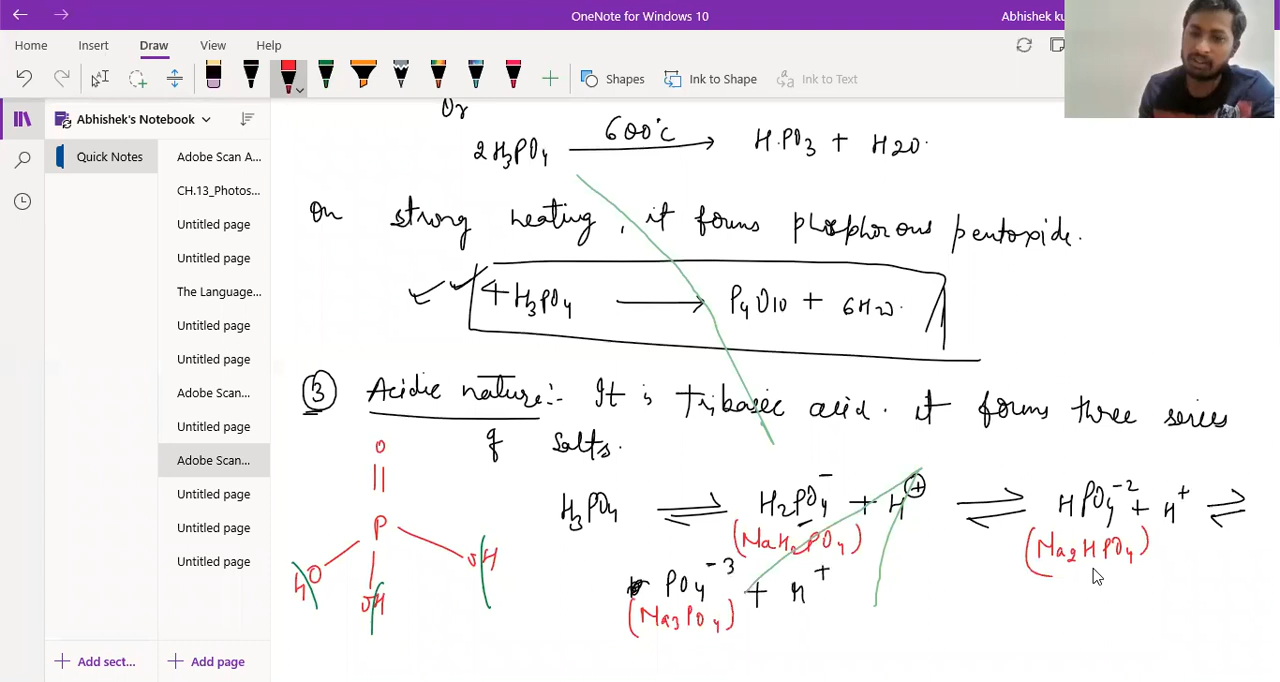 OneNote for Windows 10
Abhishek ku
Home Insert Draw View Help
Shapes Ink to Shape Ink to Text
Abhishek's Notebook
Quick Notes
Adobe Scan A...
CH.13_Photos...
Untitled page
Untitled page
The Language...
Untitled page
Untitled page
Adobe Scan...
Untitled page
Adobe Scan...
Untitled page
Untitled page
Untitled page
Add sect...
Add page
Or
2H3PO4 600°C → H.PO3 + H2O.
On strong heating, it forms phosphorous pentoxide.
4H3PO4 → P4O10 + 6H2O.
③ Acidic nature:- It is tribasic acid. it forms three series
of salts.
O
P
HO OH OH
H3PO4 ⇌ H2PO4⁻ + H⊕ ⇌ HPO4⁻² + H⁺ ⇌
(NaH2PO4) (Na2HPO4)
PO4⁻³ + H⁺
(Na3PO4)